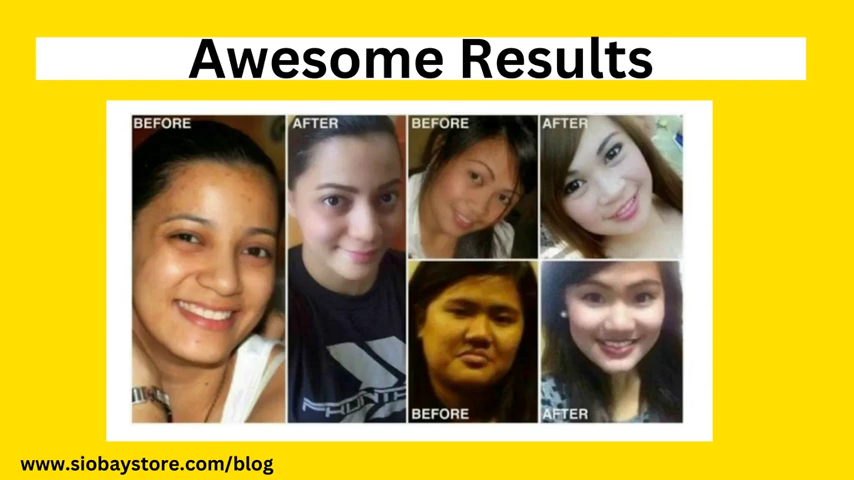 Awesome Results
BEFORE
AFTER
BEFORE
AFTER
BEFORE
AFTER
www.siobaystore.com/blog